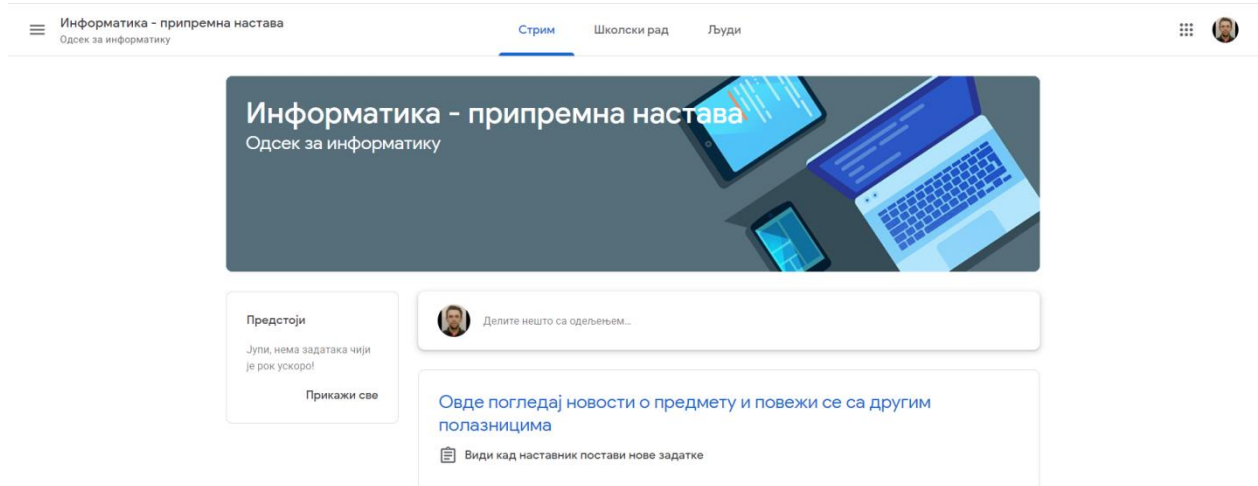 Информатика - припремна настава
Одсек за информатику
Стрим
Школски рад
Људи
Информатика - припремна настава
Одсек за информатику
Предстоји
Јупи, нема задатака чији
је рок ускоро!
Прикажи све
Делите нешто са одељењем...
Овде погледај новости о предмету и повежи се са другим
полазницима
Види кад наставник постави нове задатке